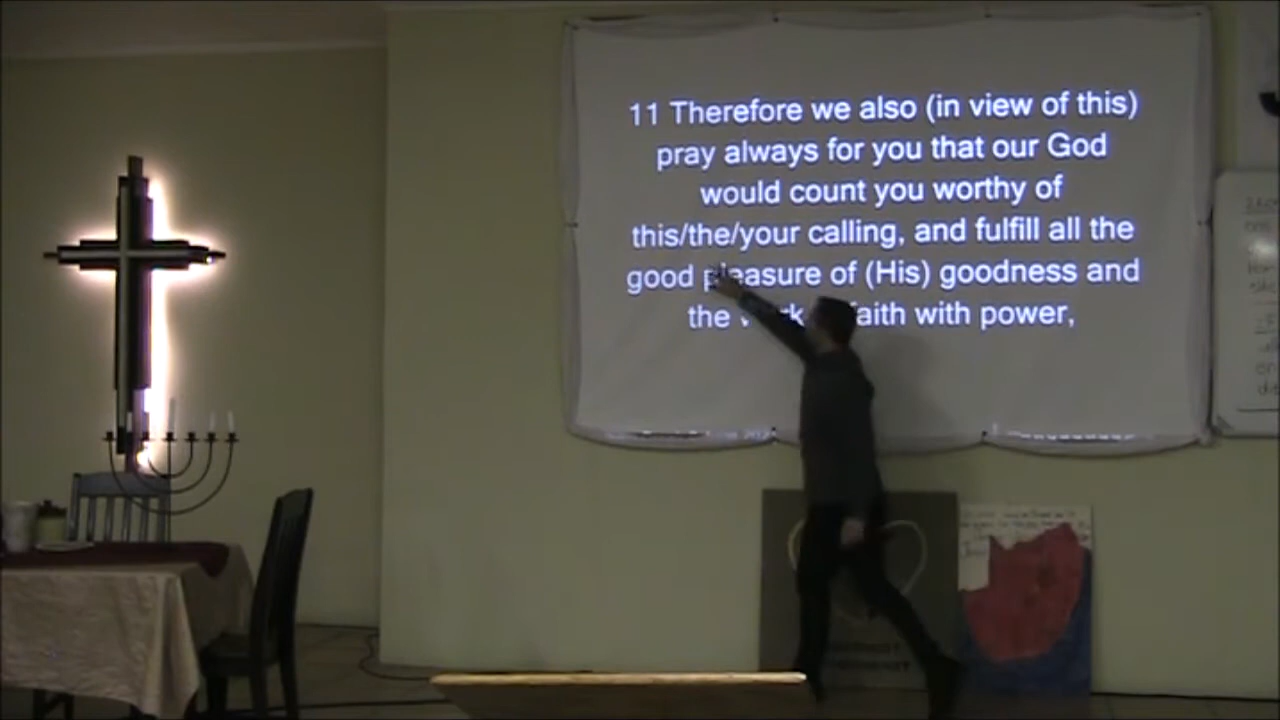 11 Therefore we also (in view of this)
pray always for you that our God
would count you worthy of
this/the/your calling, and fulfill all the
good pleasure of (His) goodness and
the work faith with power,